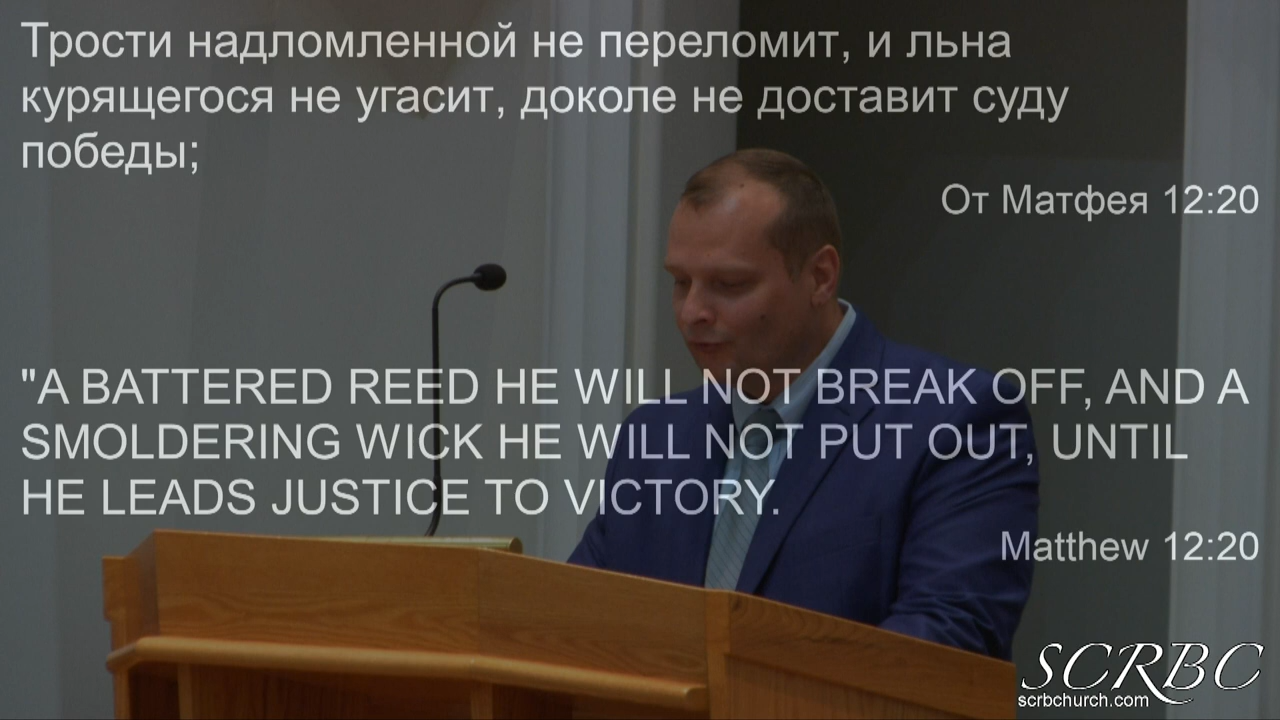 Трости надломленной не переломит, и льна
курящегося не угасит, доколе не доставит суду
победы;
От Матфея 12:20
"A BATTERED REED HE WILL NOT BREAK OFF, AND A
SMOLDERING WICK HE WILL NOT PUT OUT, UNTIL
HE LEADS JUSTICE TO VICTORY.
Matthew 12:20
SCRBC
scrbchurch.com